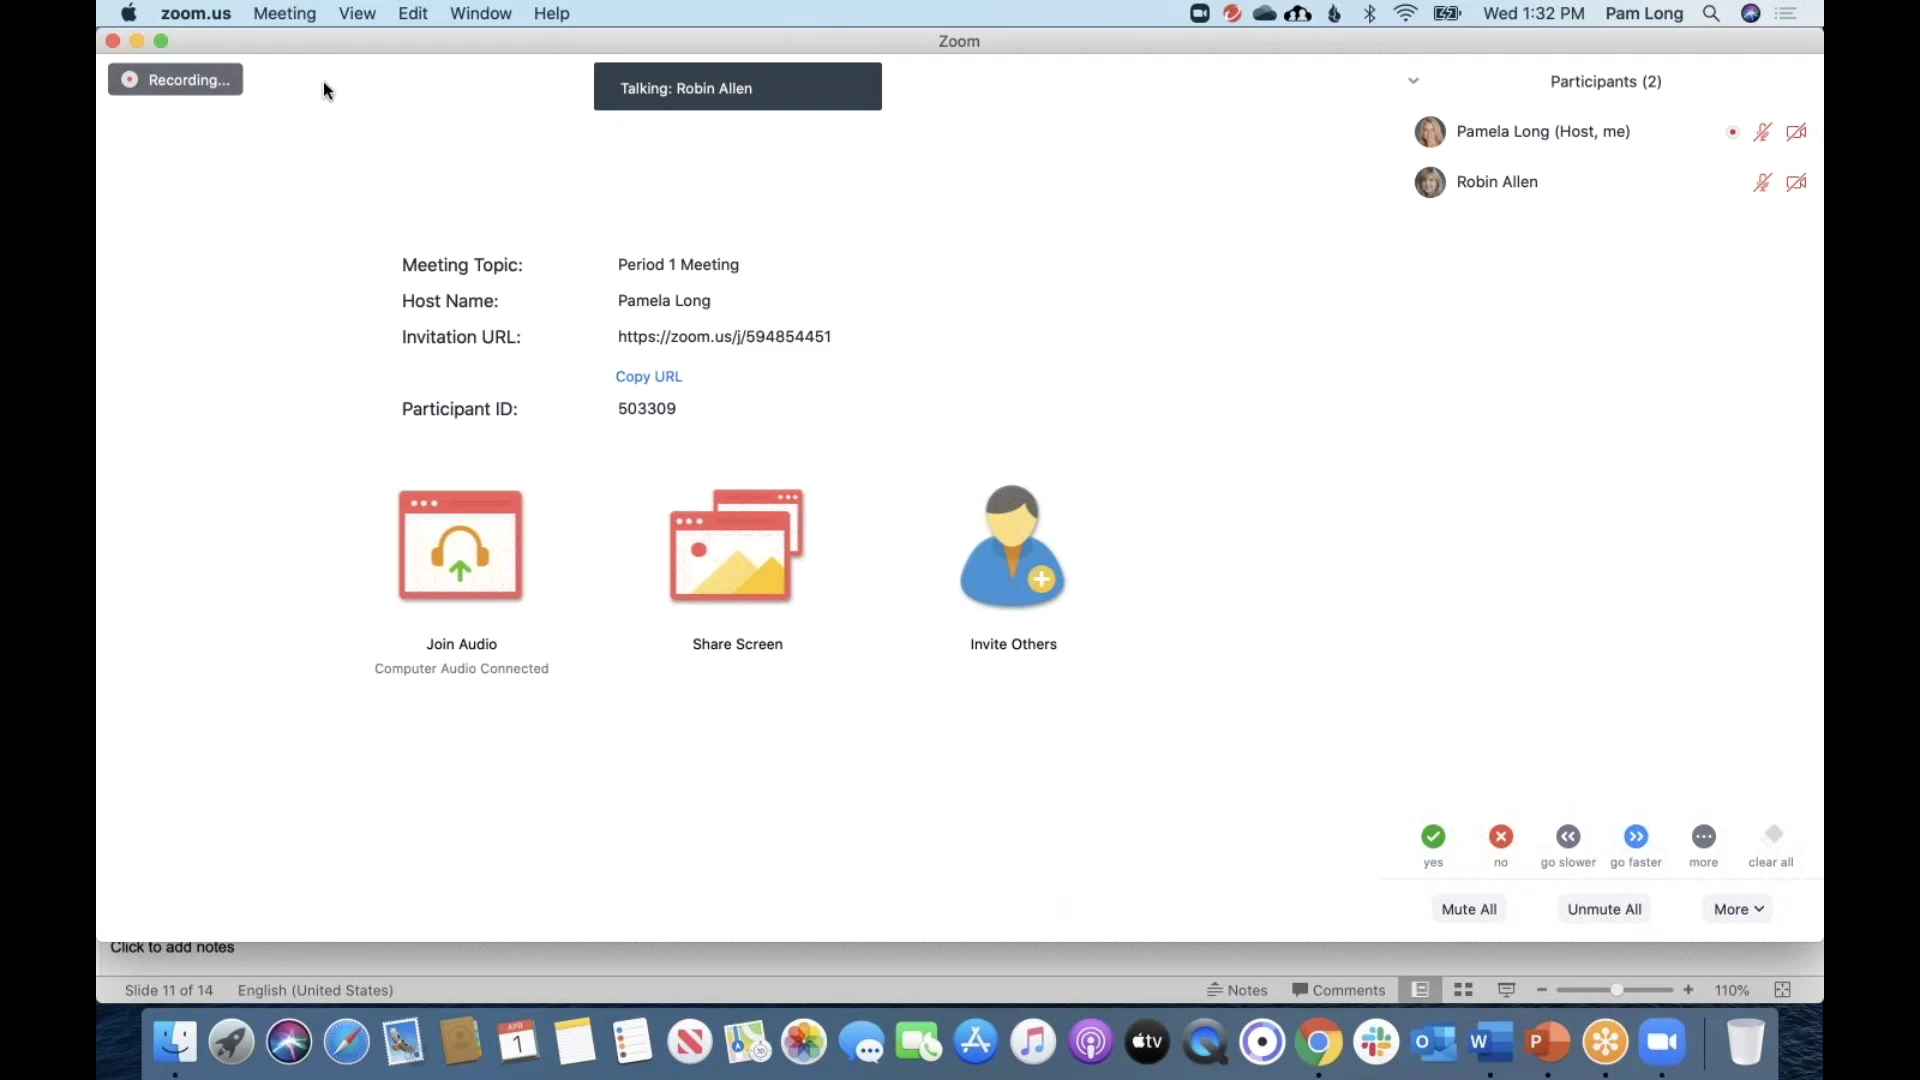 zoom.us Meeting View Edit Window Help Wed 1:32 PM Pam Long
Zoom
Recording...
Talking: Robin Allen
Participants (2)
Pamela Long (Host, me)
Robin Allen
Meeting Topic: Period 1 Meeting
Host Name: Pamela Long
Invitation URL: https://zoom.us/j/594854451
Copy URL
Participant ID: 503309
Join Audio Share Screen Invite Others
Computer Audio Connected
yes no go slower go faster more clear all
Mute All Unmute All More
Click to add notes
Slide 11 of 14 English (United States) Notes Comments 110%
APR
1
3D
tv
O
W
P